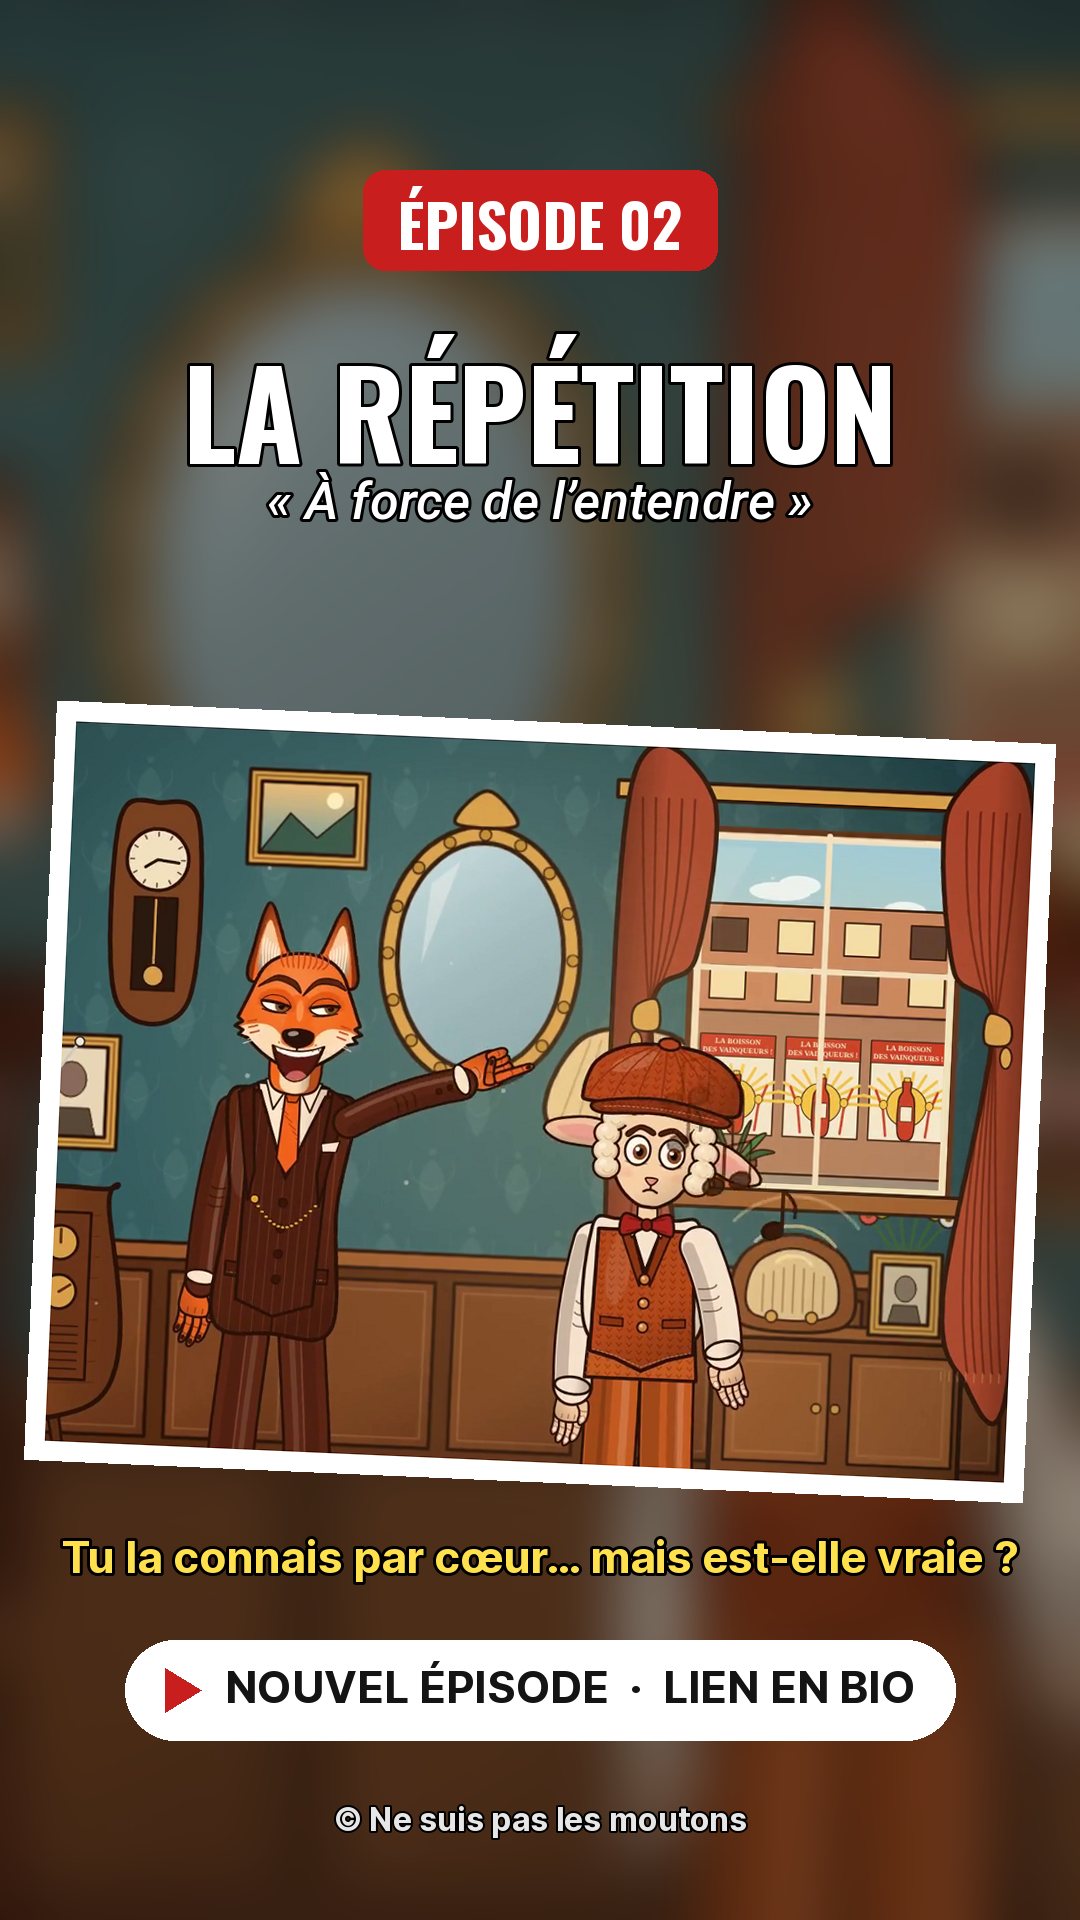 ÉPISODE 02
LA RÉPÉTITION
« À force de l’entendre »
LA BOISSON
DES VAINQUEURS !
LA BOISSON
DES VAINQUEURS !
LA BOISSON
DES VAINQUEURS !
Tu la connais par cœur... mais est-elle vraie ?
NOUVEL ÉPISODE · LIEN EN BIO
© Ne suis pas les moutons